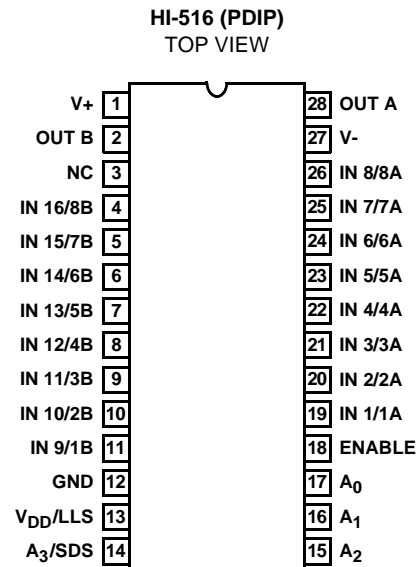 HI-516 (PDIP)
TOP VIEW
V+ 1 28 OUT A
OUT B 2 27 V-
NC 3 26 IN 8/8A
IN 16/8B 4 25 IN 7/7A
IN 15/7B 5 24 IN 6/6A
IN 14/6B 6 23 IN 5/5A
IN 13/5B 7 22 IN 4/4A
IN 12/4B 8 21 IN 3/3A
IN 11/3B 9 20 IN 2/2A
IN 10/2B 10 19 IN 1/1A
IN 9/1B 11 18 ENABLE
GND 12 17 A0
VDD/LLS 13 16 A1
A3/SDS 14 15 A2